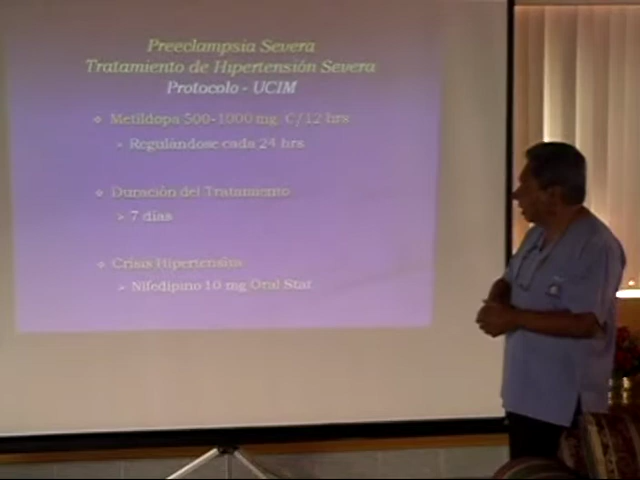 Preeclampsia Severa
Tratamiento de Hipertensión Severa
Protocolo - UCIM
Metildopa 500-1000 mg. C/12 hrs
Regulándose cada 24 hrs
Duración del Tratamiento
7 días
Crisis Hipertensiva
Nifedipino 10 mg Oral Stat